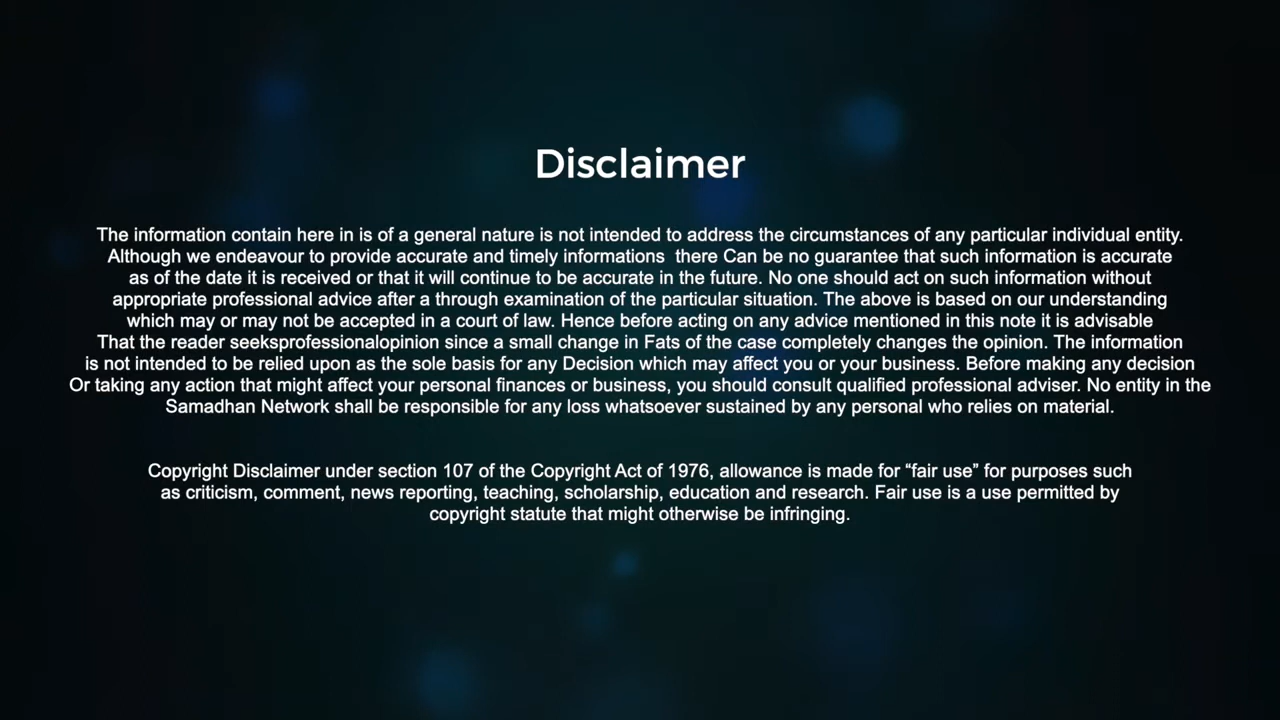 Disclaimer
The information contain here in is of a general nature is not intended to address the circumstances of any particular individual entity.
Although we endeavour to provide accurate and timely informations  there Can be no guarantee that such information is accurate
as of the date it is received or that it will continue to be accurate in the future. No one should act on such information without
appropriate professional advice after a through examination of the particular situation. The above is based on our understanding
which may or may not be accepted in a court of law. Hence before acting on any advice mentioned in this note it is advisable
That the reader seeksprofessionalopinion since a small change in Fats of the case completely changes the opinion. The information
is not intended to be relied upon as the sole basis for any Decision which may affect you or your business. Before making any decision
Or taking any action that might affect your personal finances or business, you should consult qualified professional adviser. No entity in the
Samadhan Network shall be responsible for any loss whatsoever sustained by any personal who relies on material.
Copyright Disclaimer under section 107 of the Copyright Act of 1976, allowance is made for “fair use” for purposes such
as criticism, comment, news reporting, teaching, scholarship, education and research. Fair use is a use permitted by
copyright statute that might otherwise be infringing.